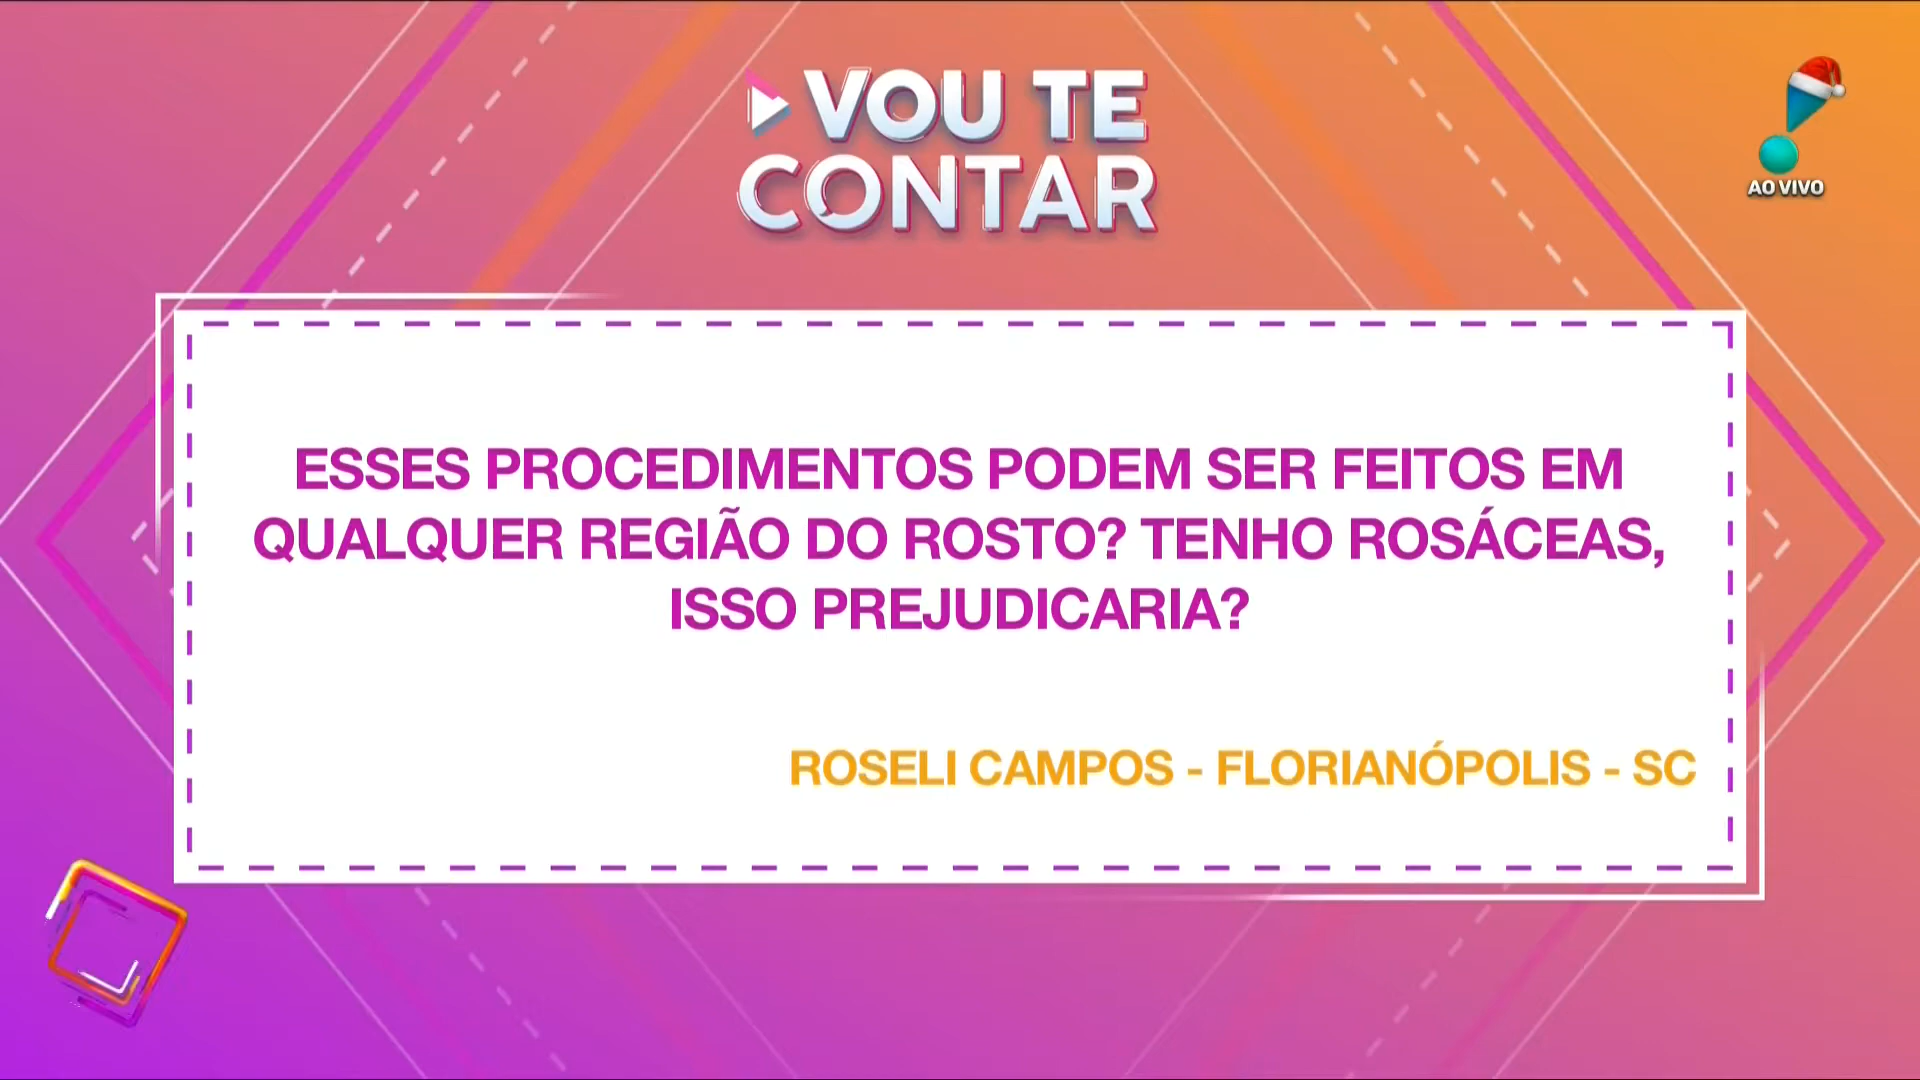 VOU TE
CONTAR
AO VIVO
ESSES PROCEDIMENTOS PODEM SER FEITOS EM
QUALQUER REGIÃO DO ROSTO? TENHO ROSÁCEAS,
ISSO PREJUDICARIA?
ROSELI CAMPOS - FLORIANÓPOLIS - SC